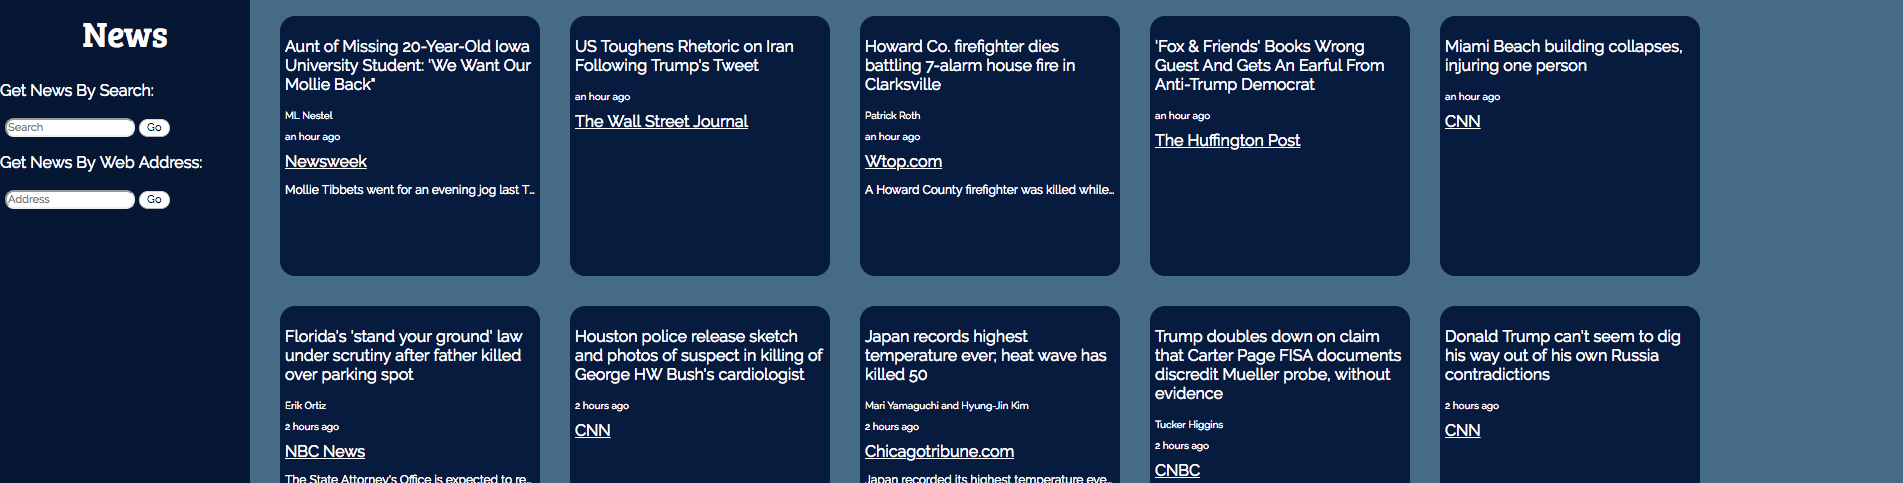 News
Get News By Search:
Search
Go
Get News By Web Address:
Address
Go
Aunt of Missing 20-Year-Old Iowa
University Student: 'We Want Our
Mollie Back"
ML Nestel
an hour ago
Newsweek
Mollie Tibbets went for an evening jog last T...
US Toughens Rhetoric on Iran
Following Trump's Tweet
an hour ago
The Wall Street Journal
Howard Co. firefighter dies
battling 7-alarm house fire in
Clarksville
Patrick Roth
an hour ago
Wtop.com
A Howard County firefighter was killed while...
'Fox & Friends' Books Wrong
Guest And Gets An Earful From
Anti-Trump Democrat
an hour ago
The Huffington Post
Miami Beach building collapses,
injuring one person
an hour ago
CNN
Florida's 'stand your ground' law
under scrutiny after father killed
over parking spot
Erik Ortiz
2 hours ago
NBC News
The State Attorney's Office is expected to re...
Houston police release sketch
and photos of suspect in killing of
George HW Bush's cardiologist
2 hours ago
CNN
Japan records highest
temperature ever; heat wave has
killed 50
Mari Yamaguchi and Hyung-Jin Kim
2 hours ago
Chicagotribune.com
Japan recorded its highest temperature eve...
Trump doubles down on claim
that Carter Page FISA documents
discredit Mueller probe, without
evidence
Tucker Higgins
2 hours ago
CNBC
Donald Trump can't seem to dig
his way out of his own Russia
contradictions
2 hours ago
CNN